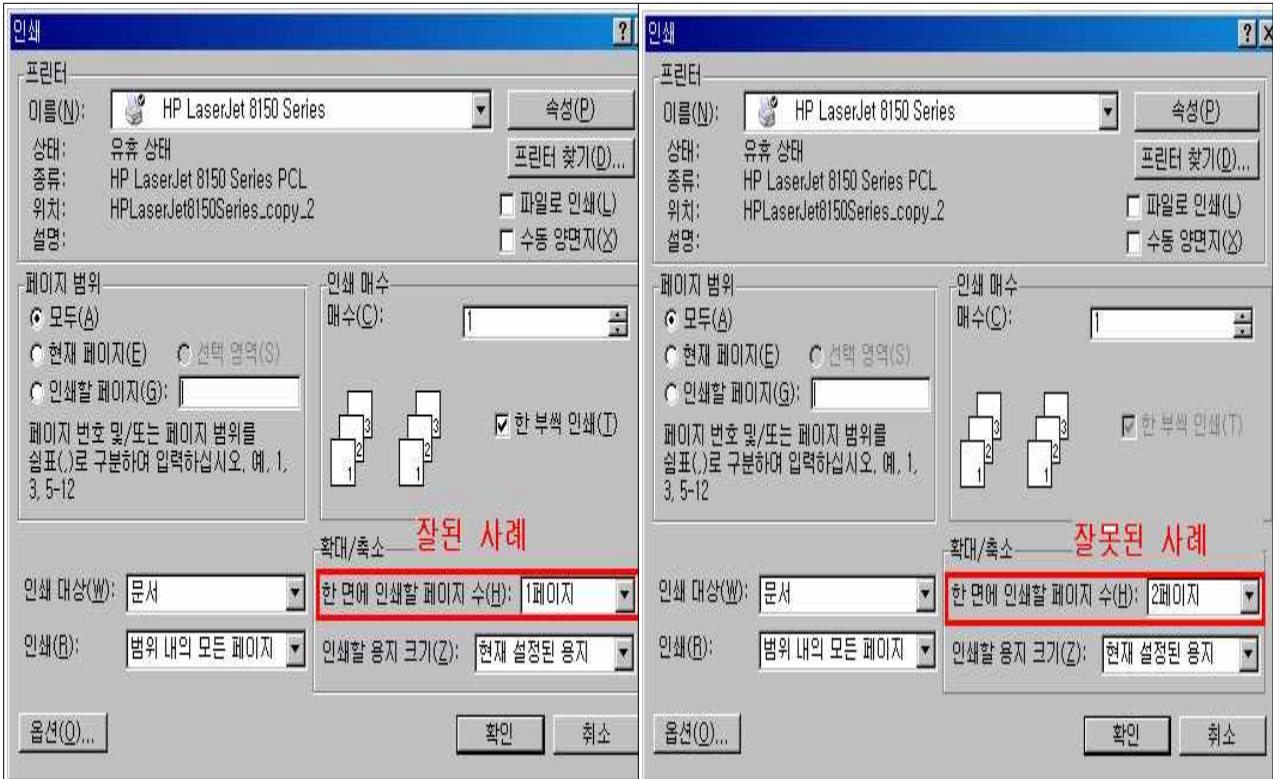 인쇄
프린터
이름(N): HP LaserJet 8150 Series 속성(P)
상태: 유휴 상태 프린터 찾기(D)...
종류: HP LaserJet 8150 Series PCL
위치: HPLaserJet8150Series_copy_2 파일로 인쇄(L)
설명: 수동 양면지(X)
페이지 범위
모두(A)
현재 페이지(E) 선택 영역(S)
인쇄할 페이지(G):
페이지 번호 및/또는 페이지 범위를
쉼표(,)로 구분하여 입력하십시오. 예, 1,
3, 5-12
인쇄 매수
매수(C): 1
3 3
2 2
1 1
한 부씩 인쇄(T)
잘된 사례
확대/축소
인쇄 대상(W): 문서 한 면에 인쇄할 페이지 수(H): 1페이지
인쇄(R): 범위 내의 모든 페이지 인쇄할 용지 크기(Z): 현재 설정된 용지
옵션(O)... 확인 취소
인쇄
프린터
이름(N): HP LaserJet 8150 Series 속성(P)
상태: 유휴 상태 프린터 찾기(D)...
종류: HP LaserJet 8150 Series PCL
위치: HPLaserJet8150Series_copy_2 파일로 인쇄(L)
설명: 수동 양면지(X)
페이지 범위
모두(A)
현재 페이지(E) 선택 영역(S)
인쇄할 페이지(G):
페이지 번호 및/또는 페이지 범위를
쉼표(,)로 구분하여 입력하십시오. 예, 1,
3, 5-12
인쇄 매수
매수(C): 1
3 3
2 2
1 1
한 부씩 인쇄(T)
잘못된 사례
확대/축소
인쇄 대상(W): 문서 한 면에 인쇄할 페이지 수(H): 2페이지
인쇄(R): 범위 내의 모든 페이지 인쇄할 용지 크기(Z): 현재 설정된 용지
옵션(O)... 확인 취소